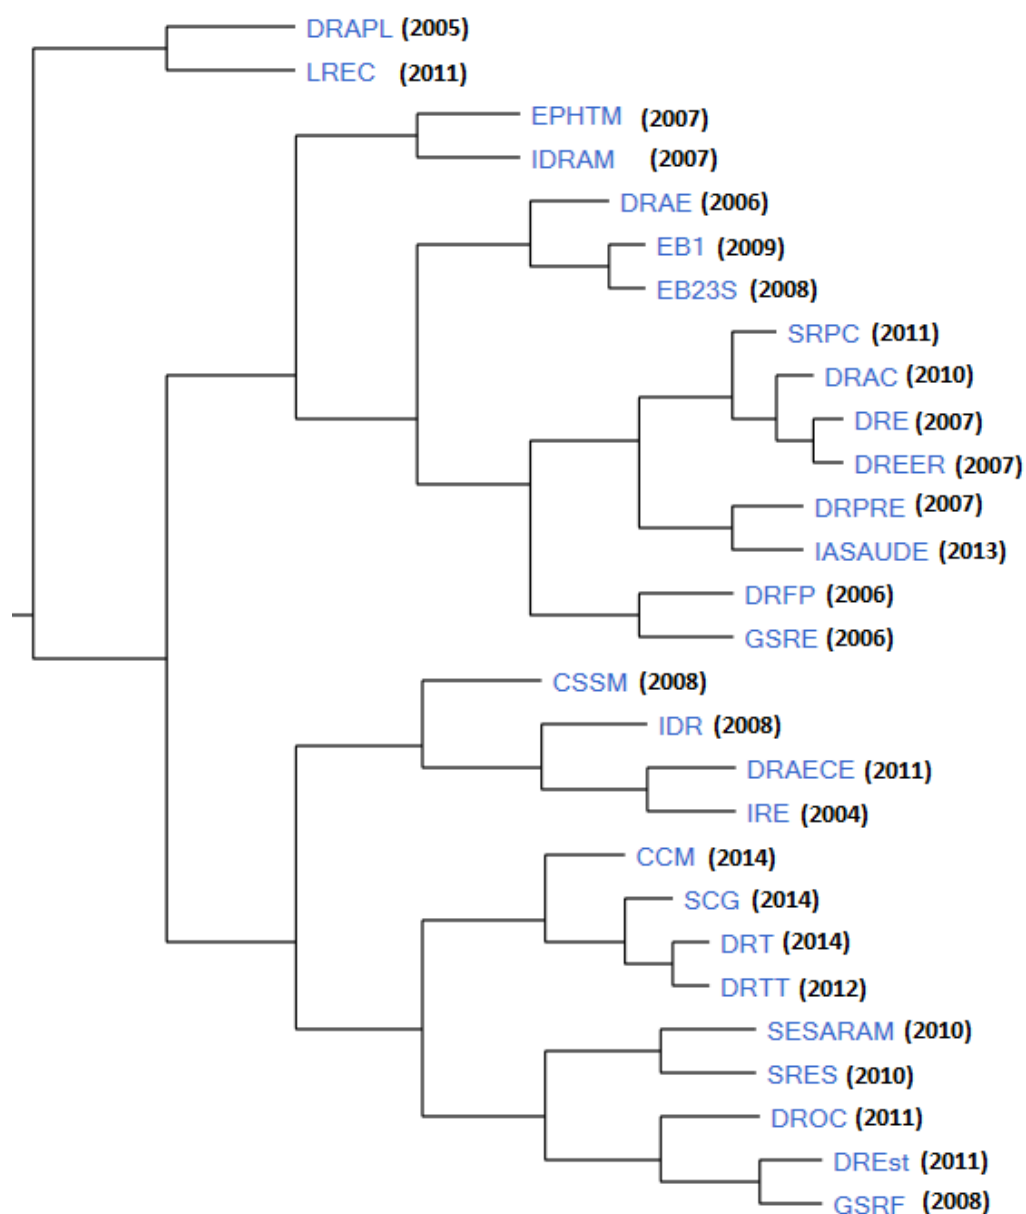 DRAPL (2005)
LREC (2011)
EPHTM (2007)
IDRAM (2007)
DRAE (2006)
EB1 (2009)
EB23S (2008)
SRPC (2011)
DRAC (2010)
DRE (2007)
DREER (2007)
DRPRE (2007)
IASAUDE (2013)
DRFP (2006)
GSRE (2006)
CSSM (2008)
IDR (2008)
DRAECE (2011)
IRE (2004)
CCM (2014)
SCG (2014)
DRT (2014)
DRTT (2012)
SESARAM (2010)
SRES (2010)
DROC (2011)
DREst (2011)
GSRF (2008)